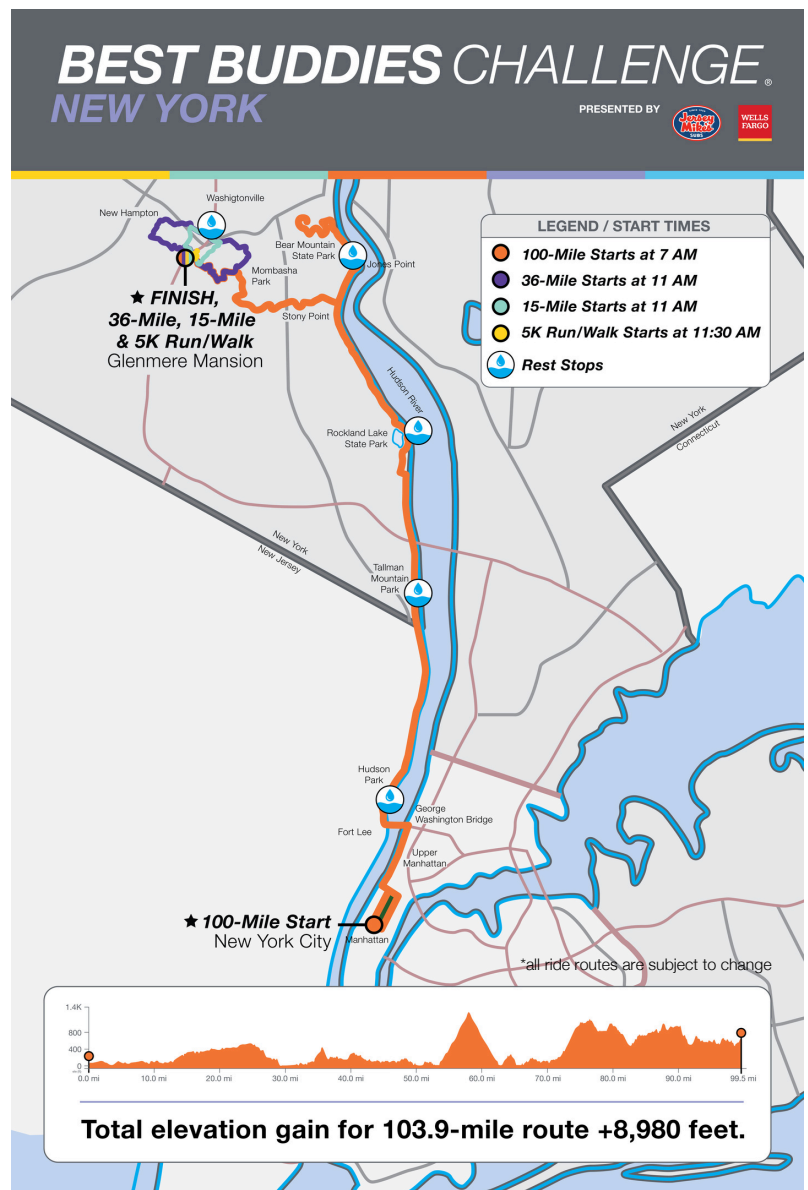 BEST BUDDIES CHALLENGE®
NEW YORK
PRESENTED BY
SINCE 1956
Jersey Mike's
SUBS
WELLS
FARGO
Washigtonville
New Hampton
Bear Mountain
State Park
Jones Point
Mombasha
Park
Stony Point
★ FINISH,
36-Mile, 15-Mile
& 5K Run/Walk
Glenmere Mansion
LEGEND / START TIMES
100-Mile Starts at 7 AM
36-Mile Starts at 11 AM
15-Mile Starts at 11 AM
5K Run/Walk Starts at 11:30 AM
Rest Stops
Hudson River
Rockland Lake
State Park
New York
Connecticut
New York
New Jersey
Tallman
Mountain
Park
Hudson
Park
George
Washington Bridge
Fort Lee
Upper
Manhattan
★ 100-Mile Start
New York City
Manhattan
*all ride routes are subject to change
1.4K
800
400
0
0.0 mi 10.0 mi 20.0 mi 30.0 mi 40.0 mi 50.0 mi 60.0 mi 70.0 mi 80.0 mi 90.0 mi 99.5 mi
Total elevation gain for 103.9-mile route +8,980 feet.